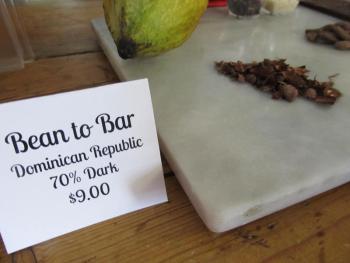 Bean to Bar
Dominican Republic
70% Dark
$9.00